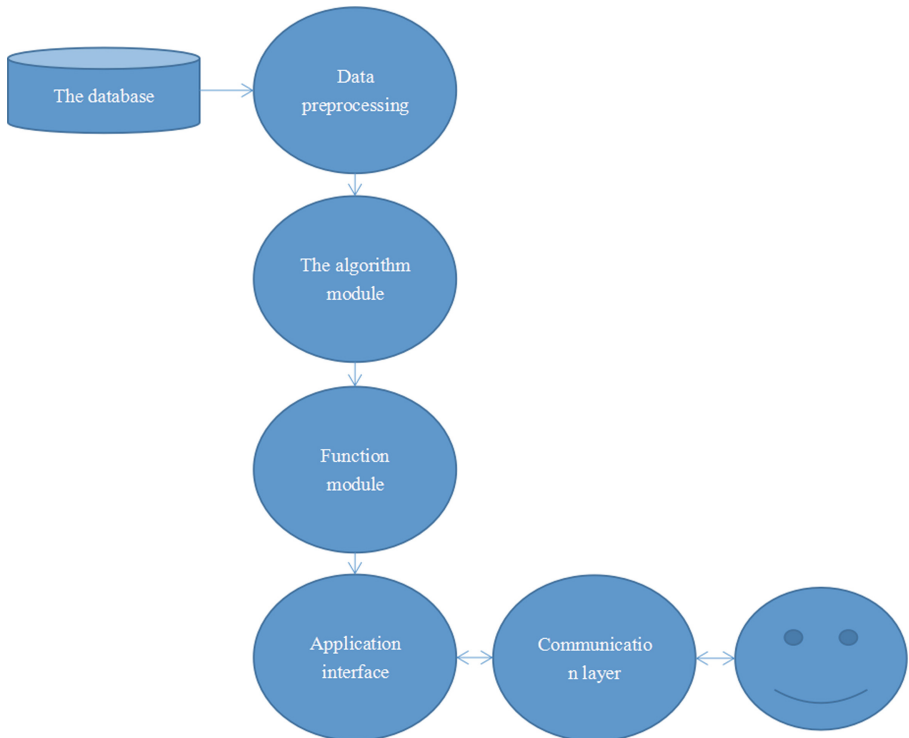 The database
Data
preprocessing
The algorithm
module
Function
module
Application
interface
Communicatio
n layer